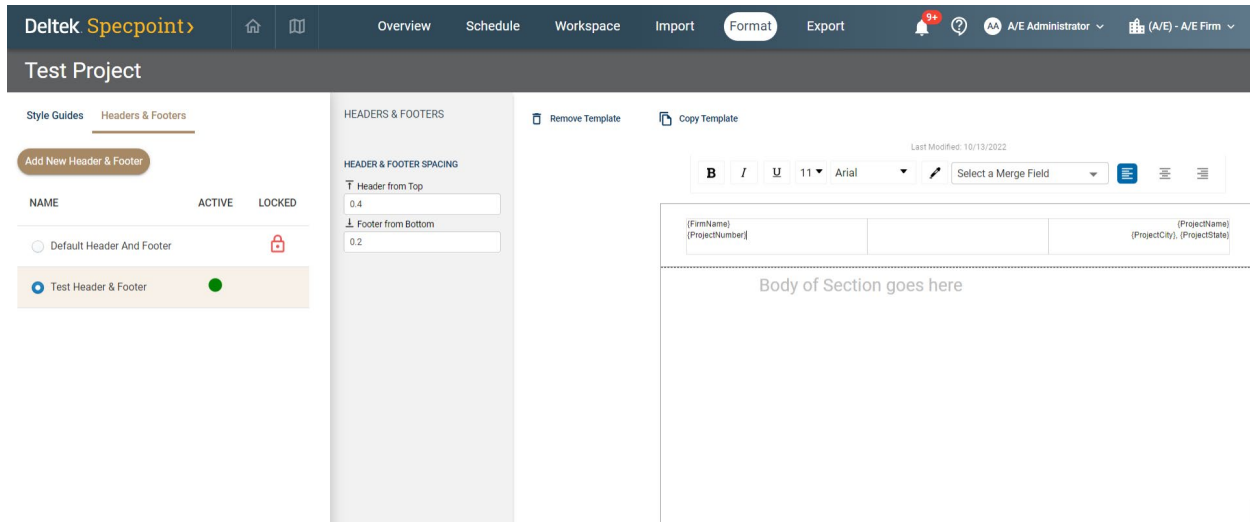 Deltek Specpoint> Overview Schedule Workspace Import Format Export 9+ ? AA A/E Administrator (A/E) - A/E Firm
Test Project
Style Guides Headers & Footers
Add New Header & Footer
NAME ACTIVE LOCKED
Default Header And Footer
Test Header & Footer
HEADERS & FOOTERS
HEADER & FOOTER SPACING
Header from Top
0.4
Footer from Bottom
0.2
Remove Template Copy Template
Last Modified: 10/13/2022
B I U 11 Arial Select a Merge Field
{FirmName} {ProjectName}
{ProjectNumber} {ProjectCity}, {ProjectState}
Body of Section goes here